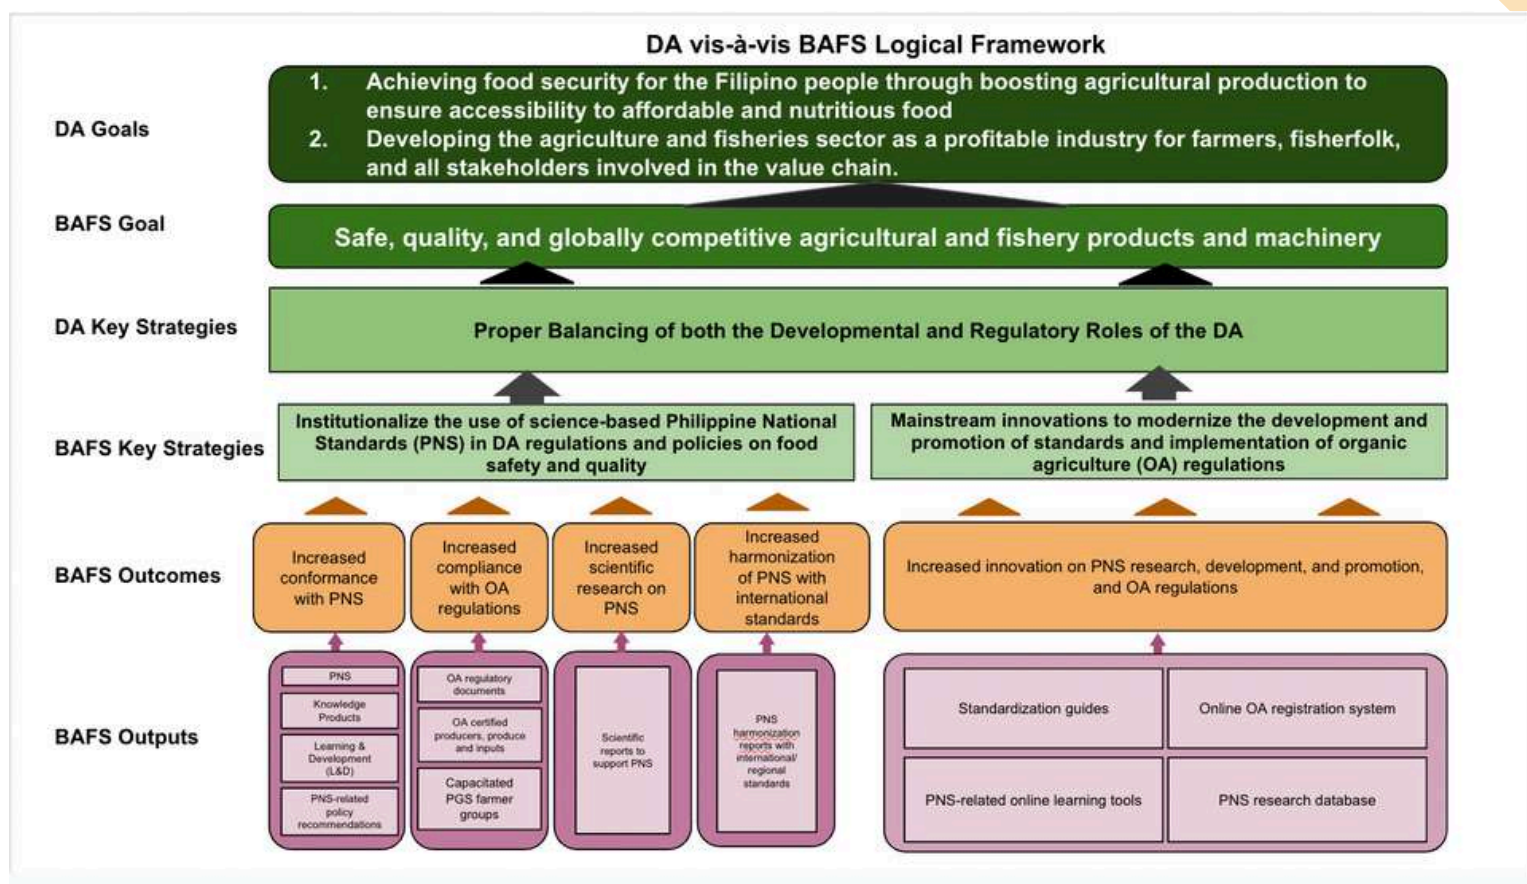 DA vis-à-vis BAFS Logical Framework
DA Goals
1. Achieving food security for the Filipino people through boosting agricultural production to
ensure accessibility to affordable and nutritious food
2. Developing the agriculture and fisheries sector as a profitable industry for farmers, fisherfolk,
and all stakeholders involved in the value chain.
BAFS Goal
Safe, quality, and globally competitive agricultural and fishery products and machinery
DA Key Strategies
Proper Balancing of both the Developmental and Regulatory Roles of the DA
BAFS Key Strategies
Institutionalize the use of science-based Philippine National
Standards (PNS) in DA regulations and policies on food
safety and quality
Mainstream innovations to modernize the development and
promotion of standards and implementation of organic
agriculture (OA) regulations
BAFS Outcomes
Increased
conformance
with PNS
Increased
compliance
with OA
regulations
Increased
scientific
research on
PNS
Increased
harmonization
of PNS with
international
standards
Increased innovation on PNS research, development, and promotion,
and OA regulations
BAFS Outputs
PNS
Knowledge
Products
Learning &
Development
(L&D)
PNS-related
policy
recommendations
OA regulatory
documents
OA certified
producers, produce
and inputs
Capacitated
PGS farmer
groups
Scientific
reports to
support PNS
PNS
harmonization
reports with
international/
regional
standards
Standardization guides
Online OA registration system
PNS-related online learning tools
PNS research database